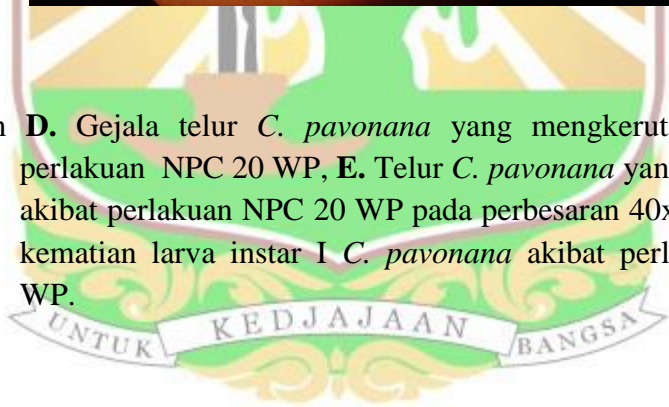 D. Gejala telur C. pavonana yang mengkerut
perlakuan NPC 20 WP, E. Telur C. pavonana yan
akibat perlakuan NPC 20 WP pada perbesaran 40x
kematian larva instar I C. pavonana akibat perl
WP.
UNTUK KEDJAJAAN BANGSA